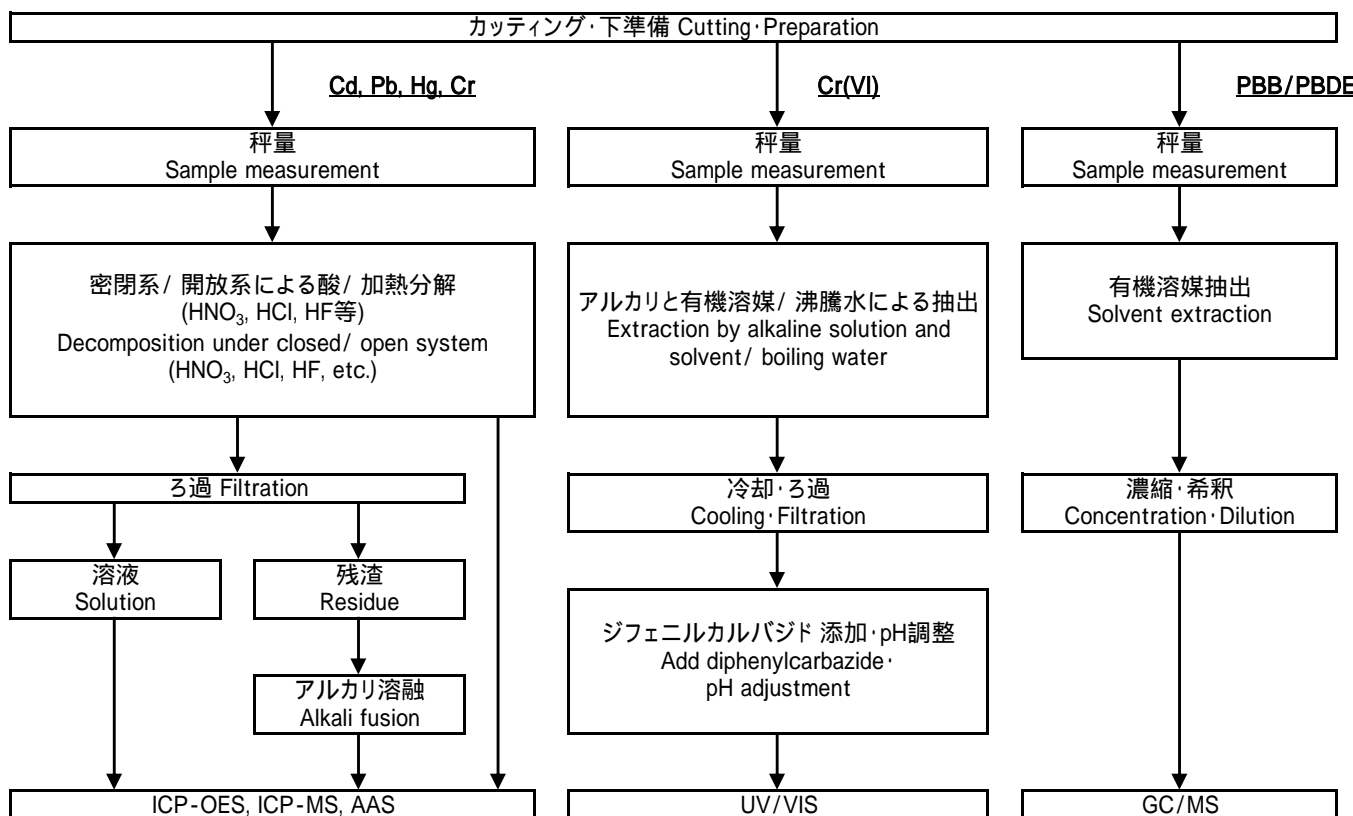 カッティング･下準備 Cutting･Preparation
Cd, Pb, Hg, Cr
Cr(VI)
PBB/PBDE
秤量
Sample measurement
秤量
Sample measurement
秤量
Sample measurement
密閉系/ 開放系による酸/ 加熱分解
(HNO₃, HCl, HF等)
Decomposition under closed/ open system
(HNO₃, HCl, HF, etc.)
アルカリと有機溶媒/ 沸騰水による抽出
Extraction by alkaline solution and
solvent/ boiling water
有機溶媒抽出
Solvent extraction
ろ過 Filtration
冷却･ろ過
Cooling･Filtration
濃縮･希釈
Concentration･Dilution
溶液
Solution
残渣
Residue
ジフェニルカルバジド 添加･pH調整
Add diphenylcarbazide･
pH adjustment
アルカリ溶融
Alkali fusion
ICP-OES, ICP-MS, AAS
UV/VIS
GC/MS